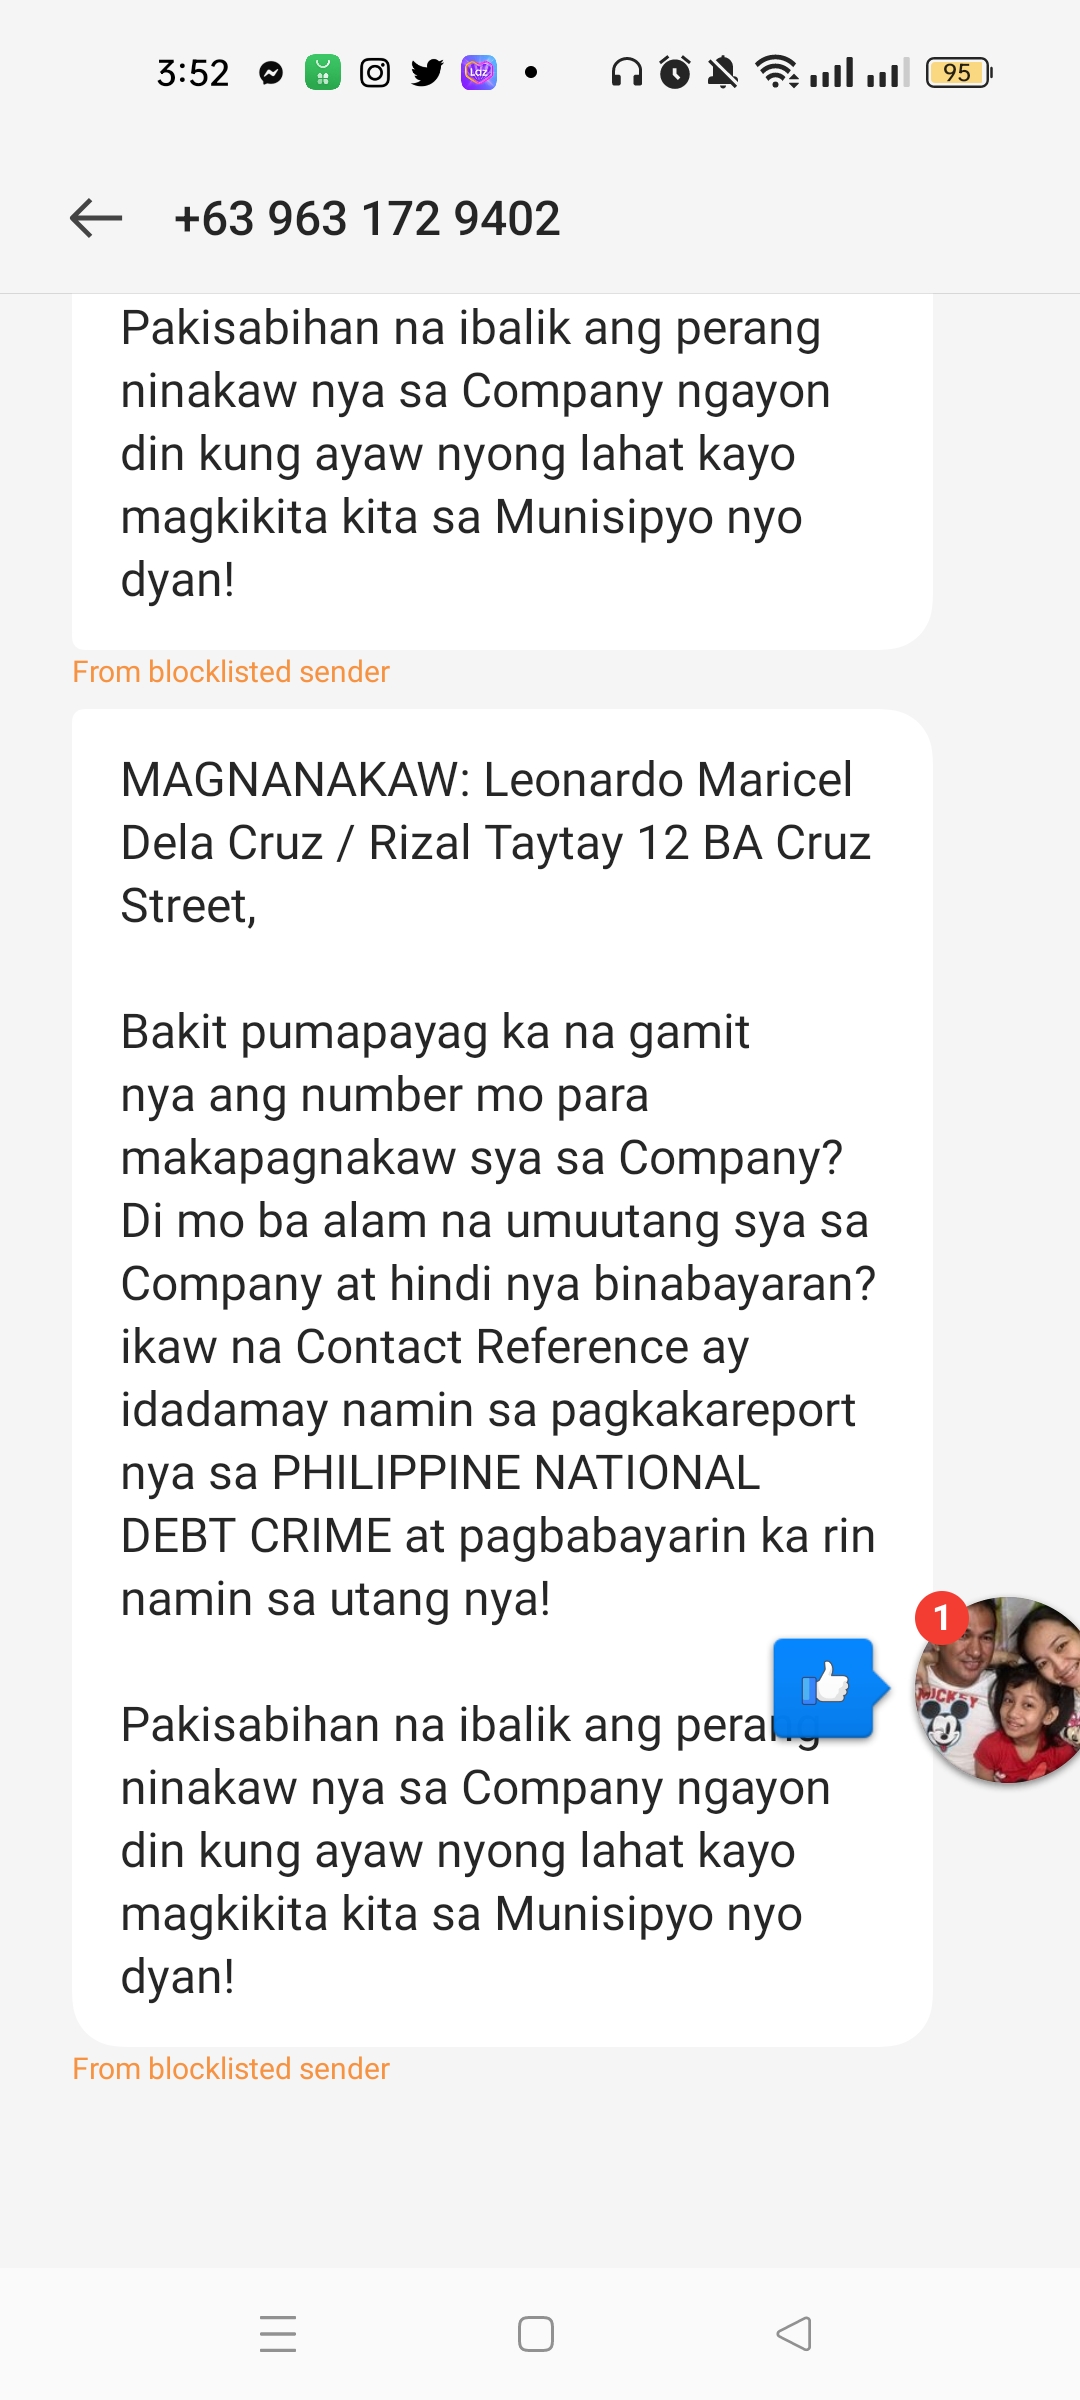 3:52
Laz
95
+63 963 172 9402
Pakisabihan na ibalik ang perang
ninakaw nya sa Company ngayon
din kung ayaw nyong lahat kayo
magkikita kita sa Munisipyo nyo
dyan!
From blocklisted sender
MAGNANAKAW: Leonardo Maricel
Dela Cruz / Rizal Taytay 12 BA Cruz
Street,
Bakit pumapayag ka na gamit
nya ang number mo para
makapagnakaw sya sa Company?
Di mo ba alam na umuutang sya sa
Company at hindi nya binabayaran?
ikaw na Contact Reference ay
idadamay namin sa pagkakareport
nya sa PHILIPPINE NATIONAL
DEBT CRIME at pagbabayarin ka rin
namin sa utang nya!
1
MICKEY
Pakisabihan na ibalik ang perang
ninakaw nya sa Company ngayon
din kung ayaw nyong lahat kayo
magkikita kita sa Munisipyo nyo
dyan!
From blocklisted sender